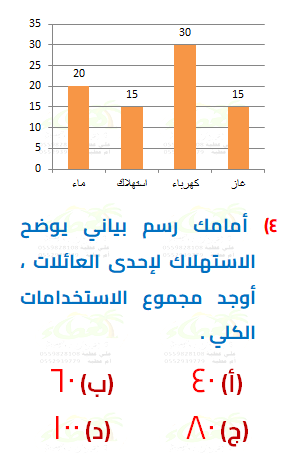 35
30
25
20
15
10
5
0
20
15
30
15
ماء استهلاك كهرباء غاز
٤) أمامك رسم بياني يوضح
الاستهلاك لإحدى العائلات ،
أوجد مجموع الاستخدامات
الكلي .
(أ) ٤٠ (ب) ٦٠
(ج) ٨٠ (د) ١٠٠